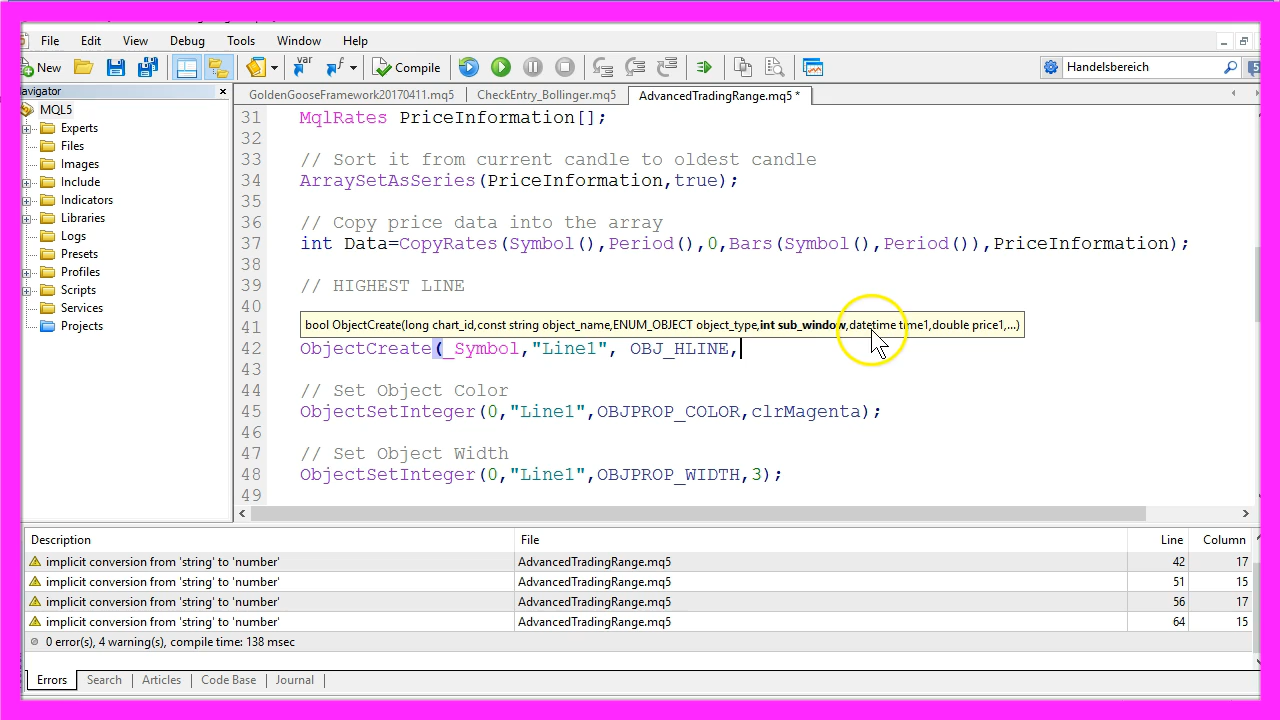 File Edit View Debug Tools Window Help
New Compile Handelsbereich 5
avigator
GoldenGooseFramework20170411.mq5 CheckEntry_Bollinger.mq5 AdvancedTradingRange.mq5 *
MQL5
Experts
Files
Images
Include
Indicators
Libraries
Logs
Presets
Profiles
Scripts
Services
Projects
31 MqlRates PriceInformation[];
32
33 // Sort it from current candle to oldest candle
34 ArraySetAsSeries(PriceInformation,true);
35
36 // Copy price data into the array
37 int Data=CopyRates(Symbol(),Period(),0,Bars(Symbol(),Period()),PriceInformation);
38
39 // HIGHEST LINE
40
41 bool ObjectCreate(long chart_id,const string object_name,ENUM_OBJECT object_type,int sub_window,datetime time1,double price1,...)
42 ObjectCreate(_Symbol,"Line1", OBJ_HLINE,
43
44 // Set Object Color
45 ObjectSetInteger(0,"Line1",OBJPROP_COLOR,clrMagenta);
46
47 // Set Object Width
48 ObjectSetInteger(0,"Line1",OBJPROP_WIDTH,3);
49
Description File Line Column
implicit conversion from 'string' to 'number' AdvancedTradingRange.mq5 42 17
implicit conversion from 'string' to 'number' AdvancedTradingRange.mq5 51 15
implicit conversion from 'string' to 'number' AdvancedTradingRange.mq5 56 17
implicit conversion from 'string' to 'number' AdvancedTradingRange.mq5 64 15
0 error(s), 4 warning(s), compile time: 138 msec
Errors Search Articles Code Base Journal